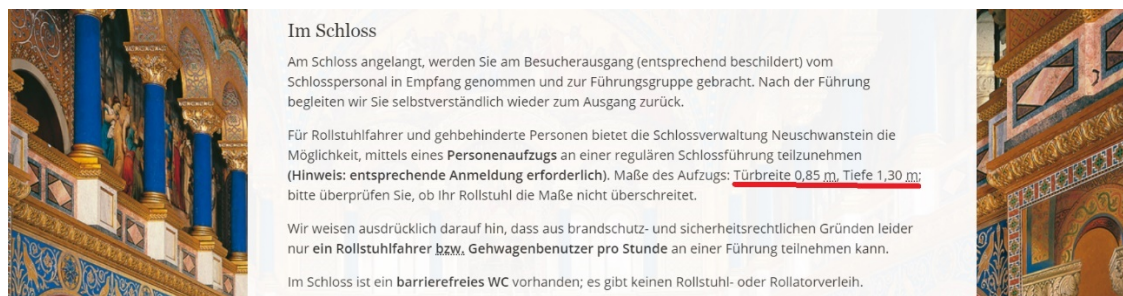 Im Schloss
Am Schloss angelangt, werden Sie am Besucherausgang (entsprechend beschildert) vom
Schlosspersonal in Empfang genommen und zur Führungsgruppe gebracht. Nach der Führung
begleiten wir Sie selbstverständlich wieder zum Ausgang zurück.
Für Rollstuhlfahrer und gehbehinderte Personen bietet die Schlossverwaltung Neuschwanstein die
Möglichkeit, mittels eines Personenaufzugs an einer regulären Schlossführung teilzunehmen
(Hinweis: entsprechende Anmeldung erforderlich). Maße des Aufzugs: Türbreite 0,85 m, Tiefe 1,30 m;
bitte überprüfen Sie, ob Ihr Rollstuhl die Maße nicht überschreitet.
Wir weisen ausdrücklich darauf hin, dass aus brandschutz- und sicherheitsrechtlichen Gründen leider
nur ein Rollstuhlfahrer bzw. Gehwagenbenutzer pro Stunde an einer Führung teilnehmen kann.
Im Schloss ist ein barrierefreies WC vorhanden; es gibt keinen Rollstuhl- oder Rollatorverleih.